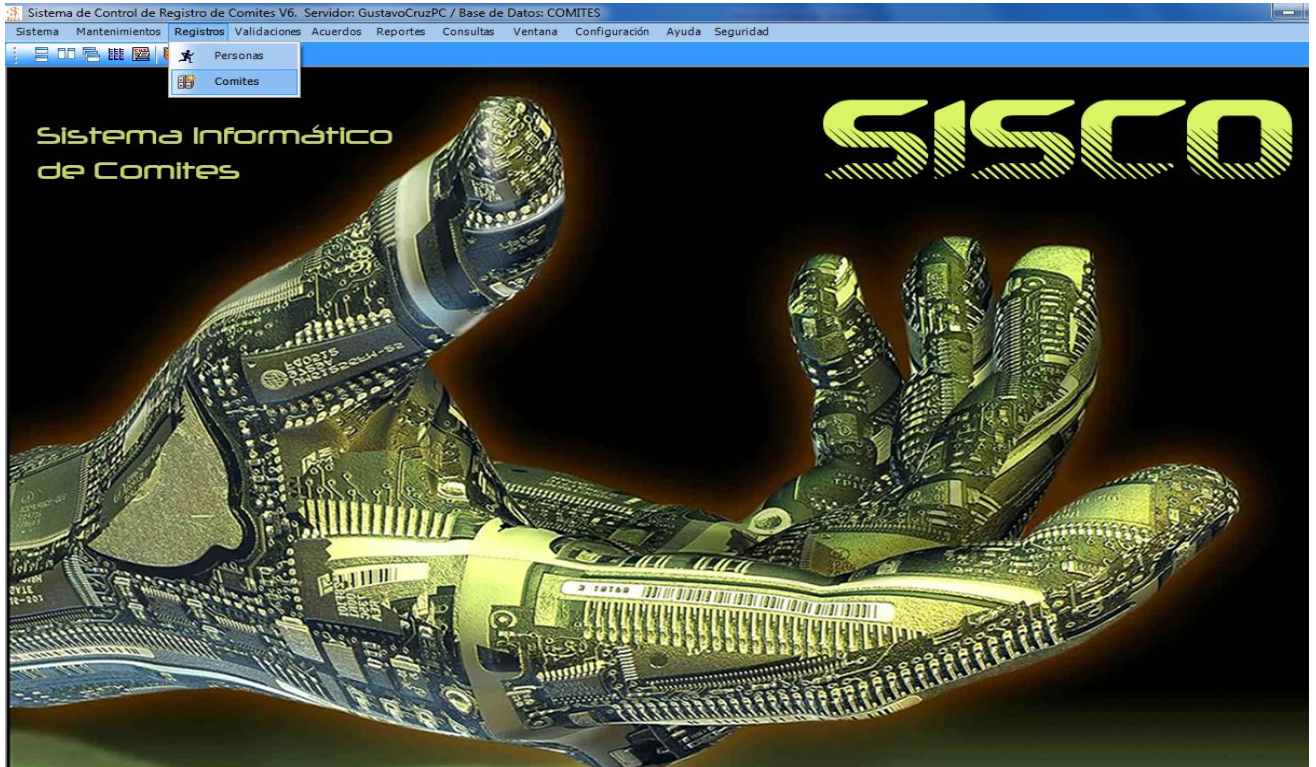 Sistema de Control de Registro de Comites V6. Servidor: GustavoCruzPC / Base de Datos: COMITES
Sistema Mantenimientos Registros Validaciones Acuerdos Reportes Consultas Ventana Configuración Ayuda Seguridad
Personas
Comites
Sistema Informático
de Comites
SISCO